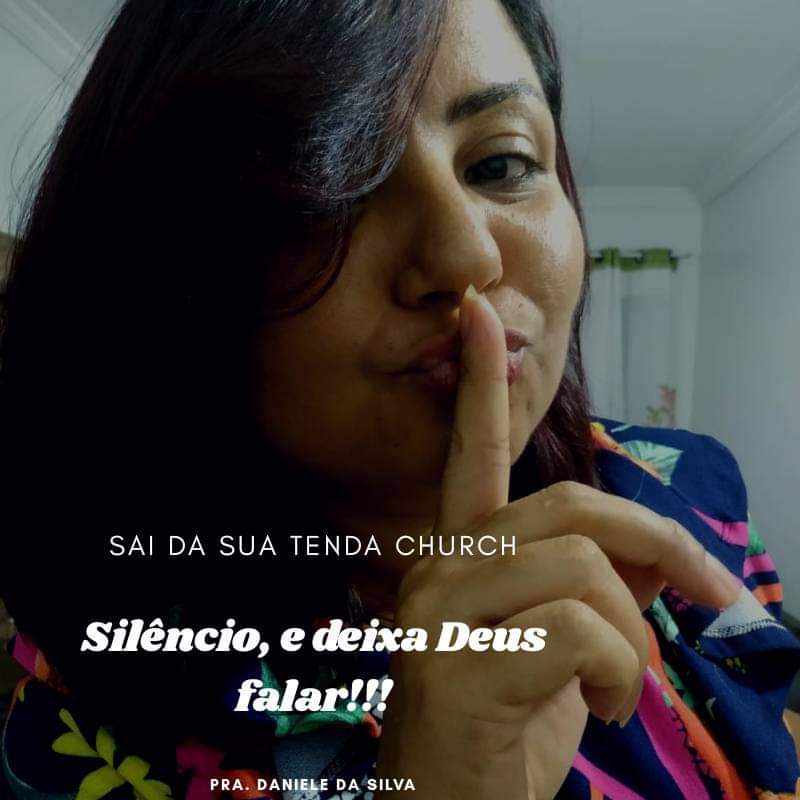 SAI DA SUA TENDA CHURCH
Silêncio, e deixa Deus
falar!!!
PRA. DANIELE DA SILVA